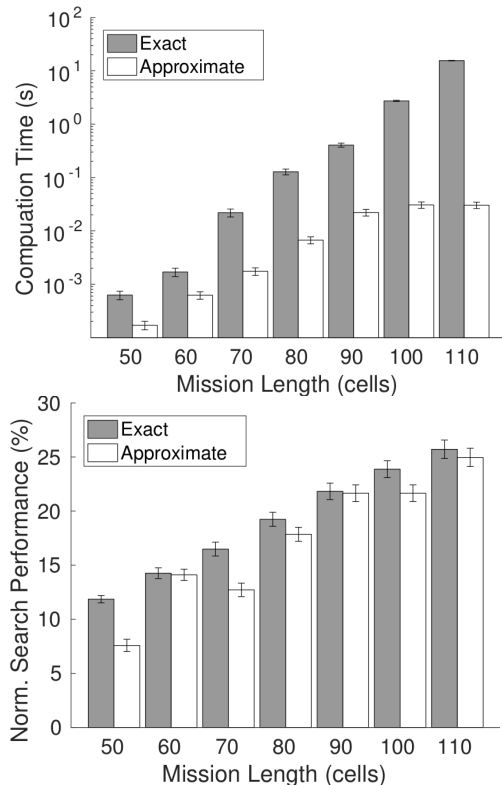 10^2
Exact
Approximate
10^1
10^0
10^-1
10^-2
10^-3
Compuation Time (s)
50 60 70 80 90 100 110
Mission Length (cells)
30
Exact
Approximate
25
20
15
10
5
0
Norm. Search Performance (%)
50 60 70 80 90 100 110
Mission Length (cells)